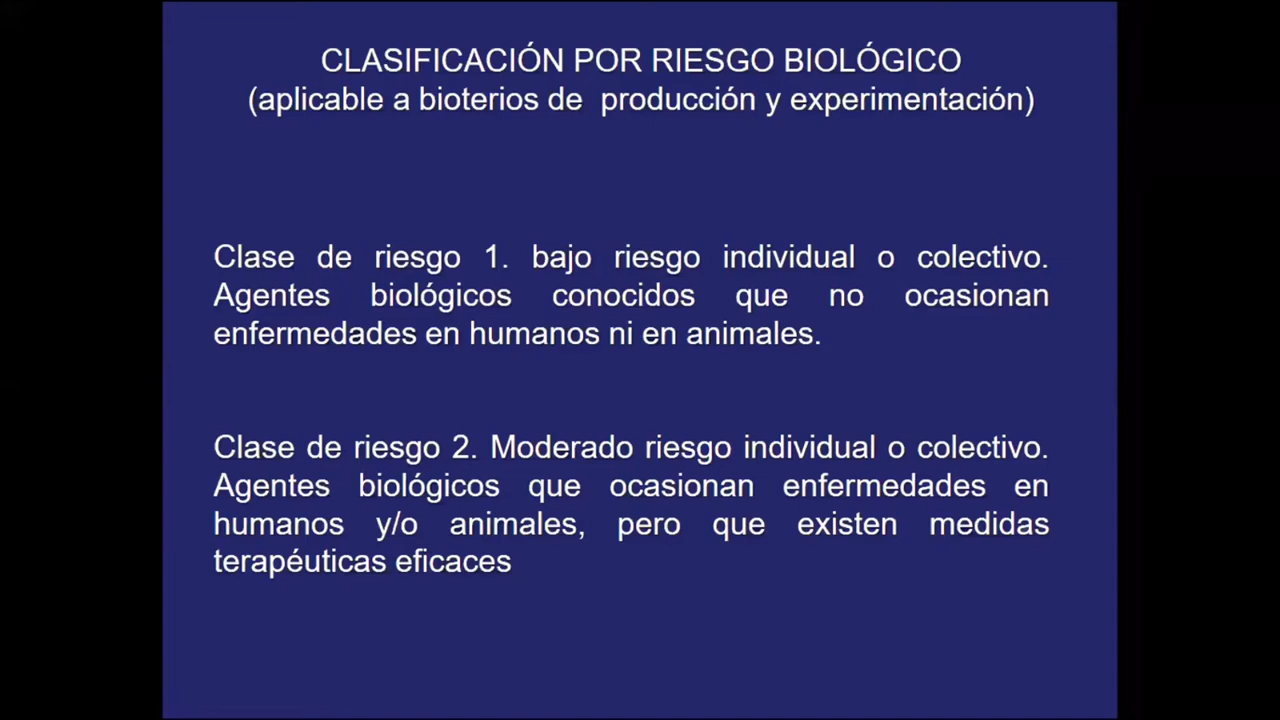 CLASIFICACIÓN POR RIESGO BIOLÓGICO
(aplicable a bioterios de producción y experimentación)
Clase de riesgo 1. bajo riesgo individual o colectivo.
Agentes biológicos conocidos que no ocasionan
enfermedades en humanos ni en animales.
Clase de riesgo 2. Moderado riesgo individual o colectivo.
Agentes biológicos que ocasionan enfermedades en
humanos y/o animales, pero que existen medidas
terapéuticas eficaces